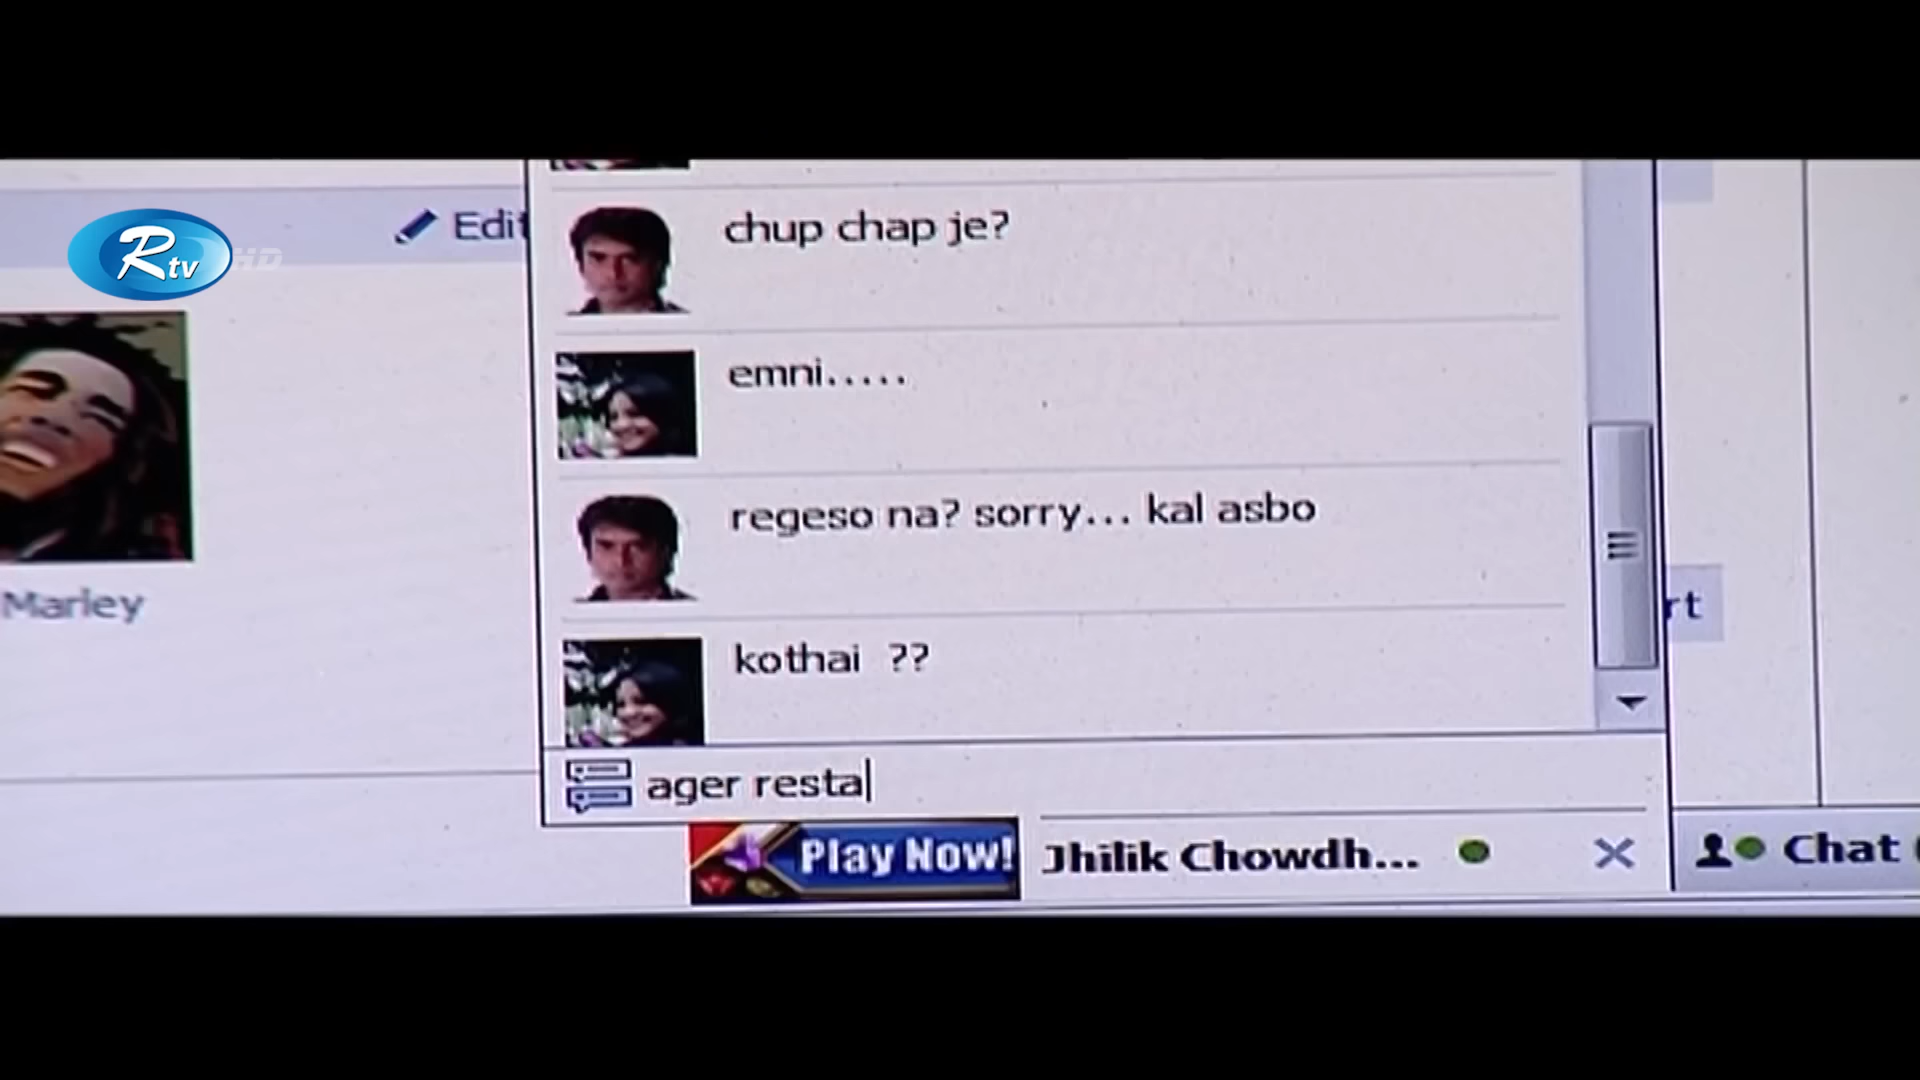 Edit
Rtv HD
chup chap je?
emni.....
Marley
regeso na? sorry... kal asbo
rt
kothai ??
ager resta
Play Now!
Jhilik Chowdh...
Chat